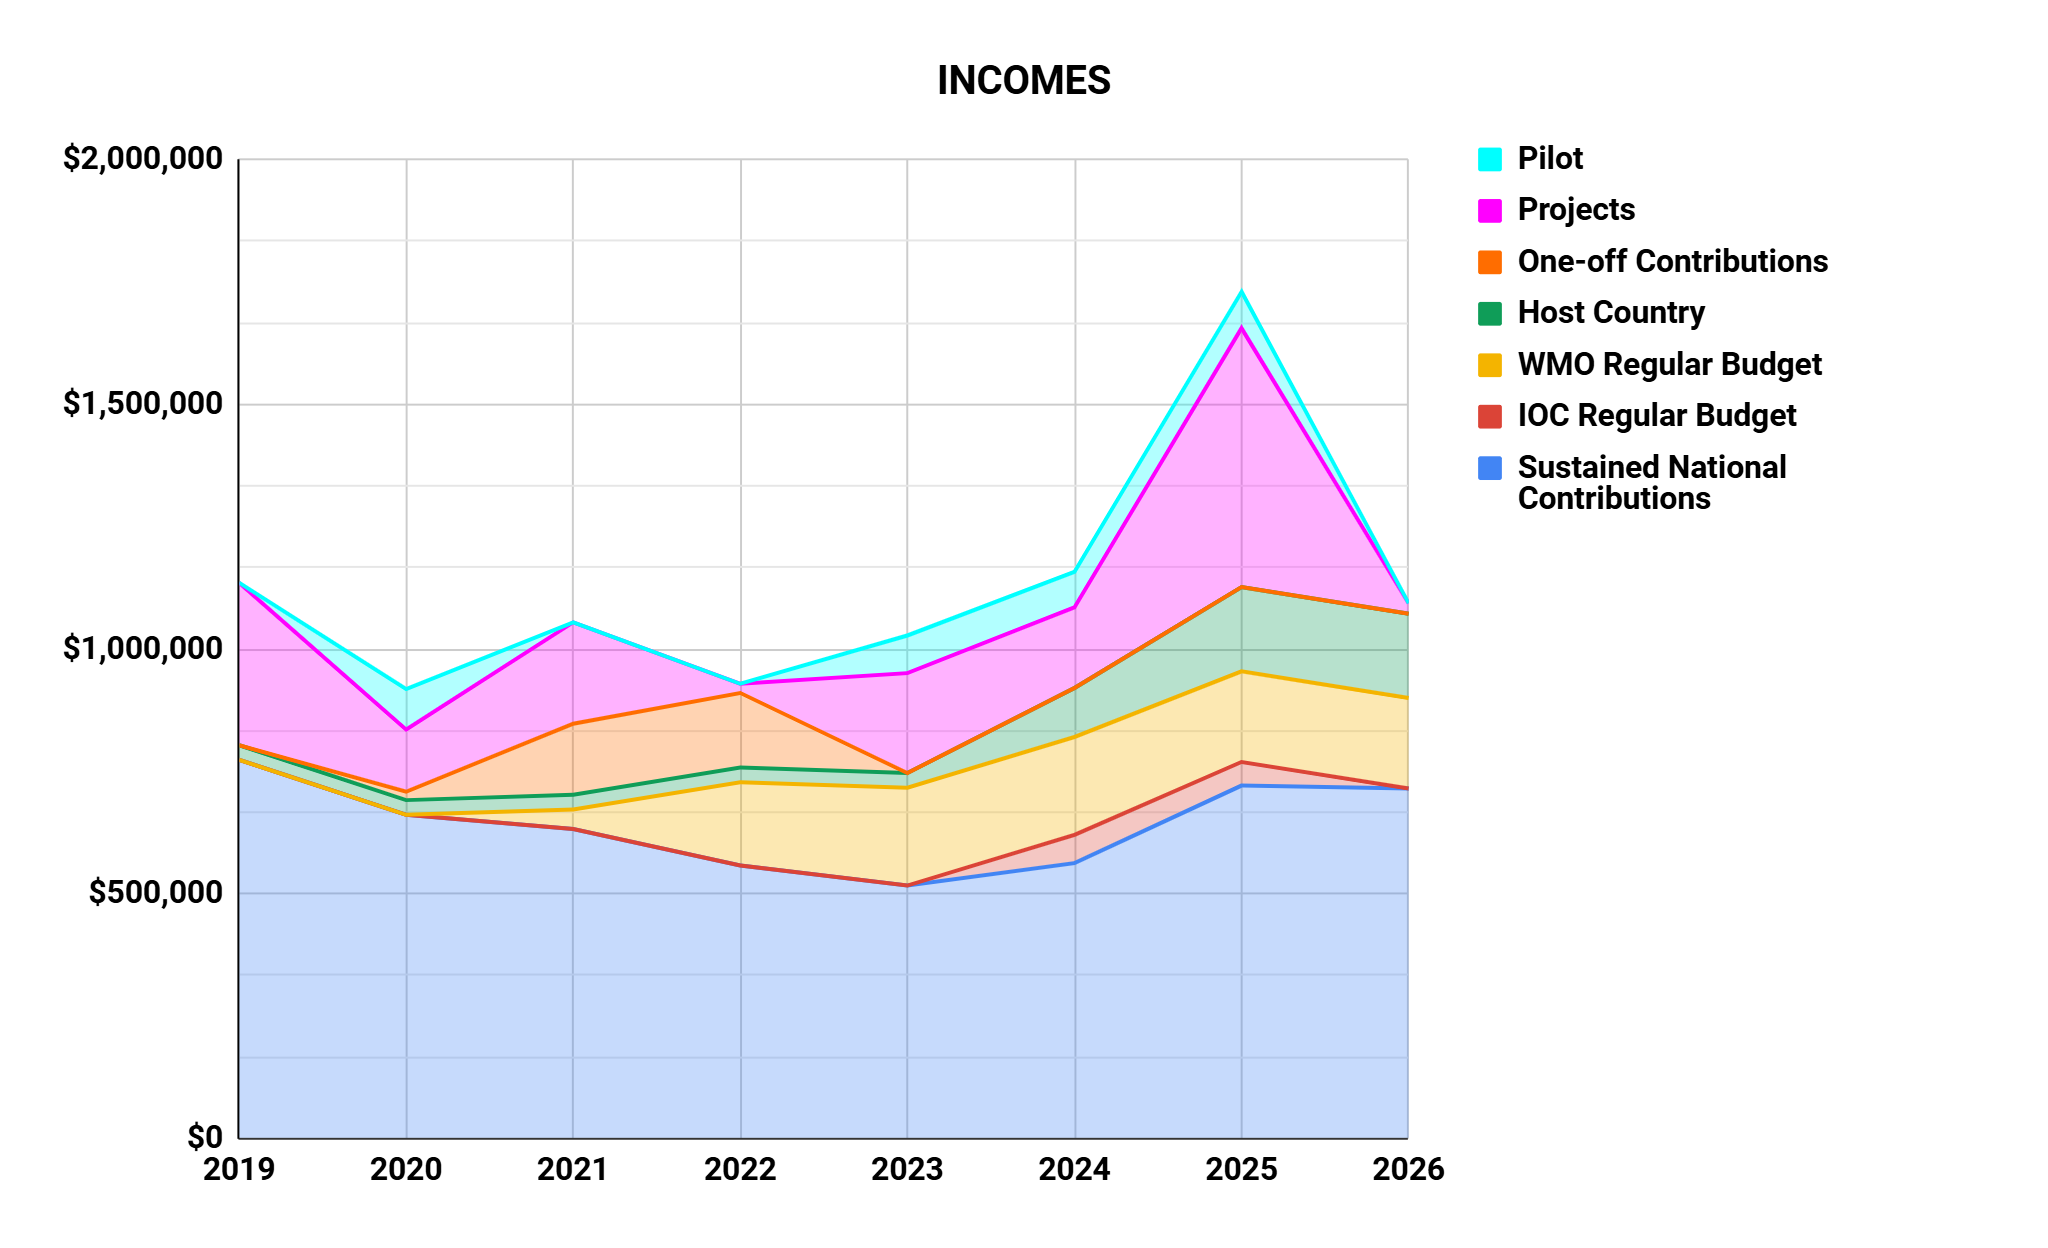 INCOMES
$2,000,000
$1,500,000
$1,000,000
$500,000
$0
2019 2020 2021 2022 2023 2024 2025 2026
Pilot
Projects
One-off Contributions
Host Country
WMO Regular Budget
IOC Regular Budget
Sustained National
Contributions